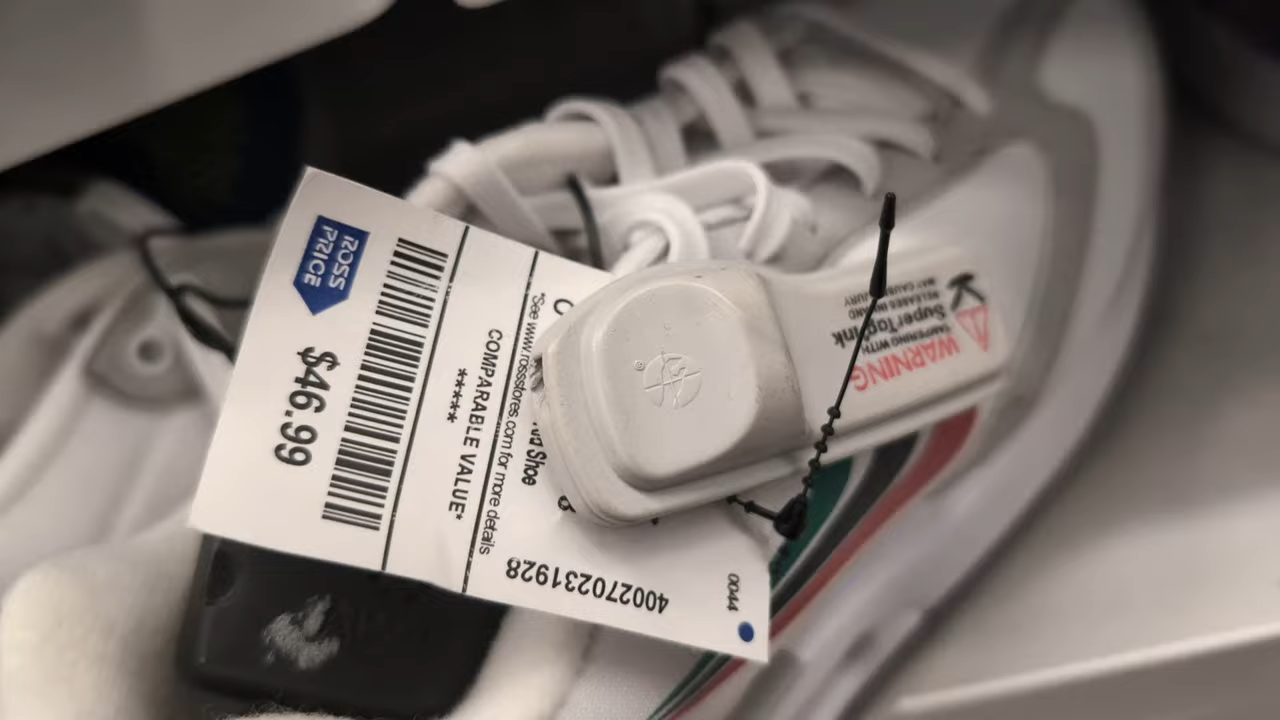 ROSS
PRICE
$46.99
COMPARABLE VALUE*
****
*See www.rossstores.com for more details
Shoe
400270231928
0044
WARNING
TAMPERING WITH
SuperTag Ink
RELEASES INK AND
MAY CAUSE INJURY